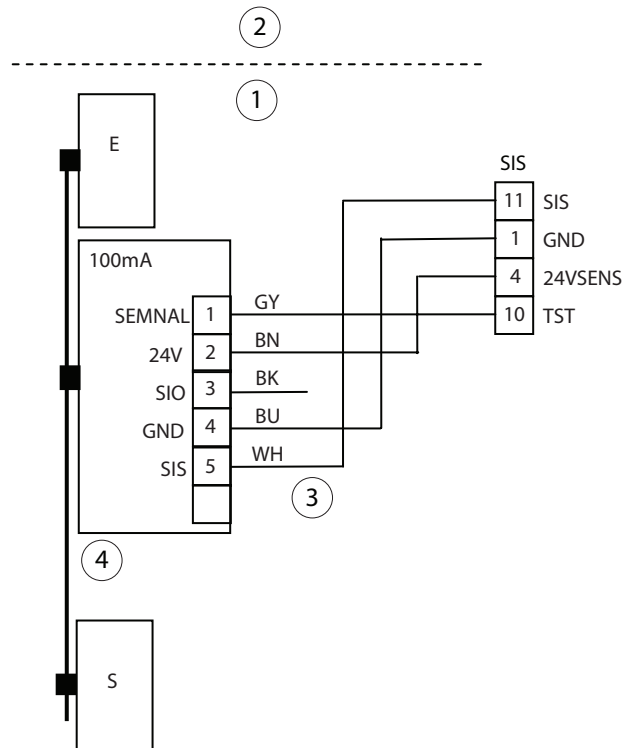 2
1
E
SIS
11 SIS
1 GND
4 24VSENS
10 TST
100mA
SEMNAL 1 GY
24V 2 BN
SIO 3 BK
GND 4 BU
SIS 5 WH
3
4
S